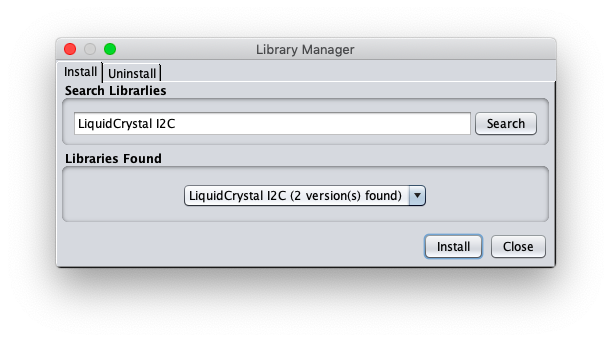 Library Manager
Install Uninstall
Search Librarlies
LiquidCrystal I2C Search
Libraries Found
LiquidCrystal I2C (2 version(s) found)
Install Close